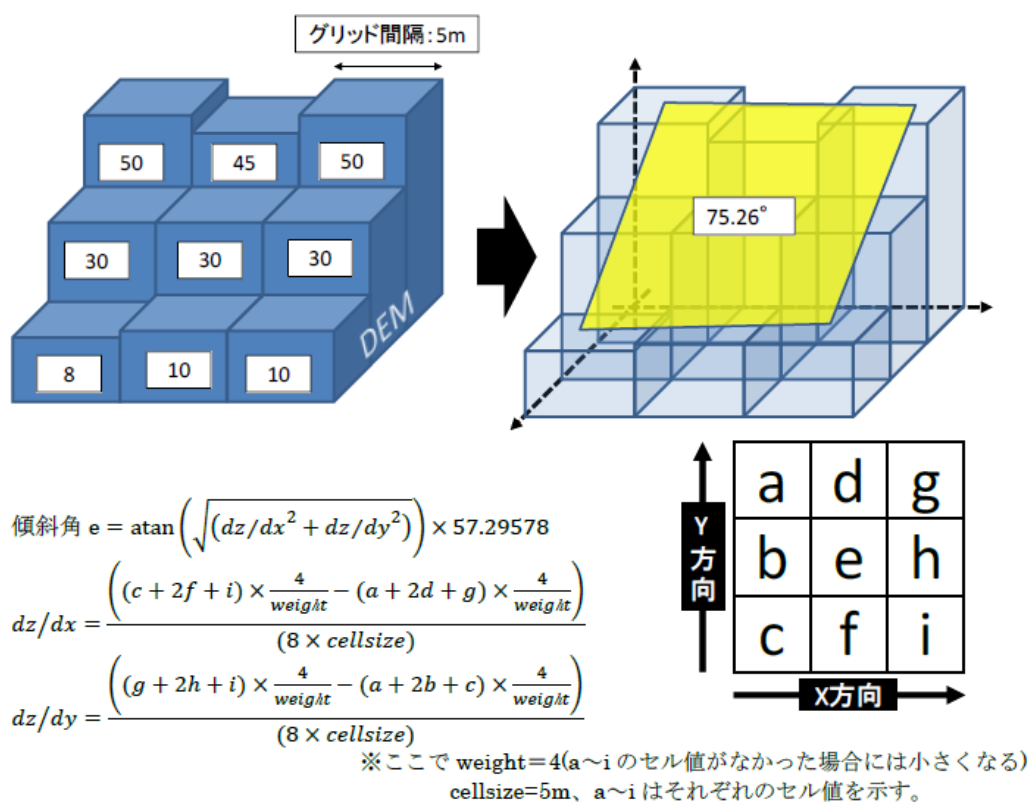 グリッド間隔:5m
50 45 50
30 30 30
8 10 10
DEM
75.26°
傾斜角 e = atan(√((dz/dx² + dz/dy²))) × 57.29578
dz/dx = ((c + 2f + i) × 4/weight − (a + 2d + g) × 4/weight) / (8 × cellsize)
dz/dy = ((g + 2h + i) × 4/weight − (a + 2b + c) × 4/weight) / (8 × cellsize)
Y方向
a d g
b e h
c f i
X方向
※ここで weight=4(a～i のセル値がなかった場合には小さくなる)
cellsize=5m、a～i はそれぞれのセル値を示す。